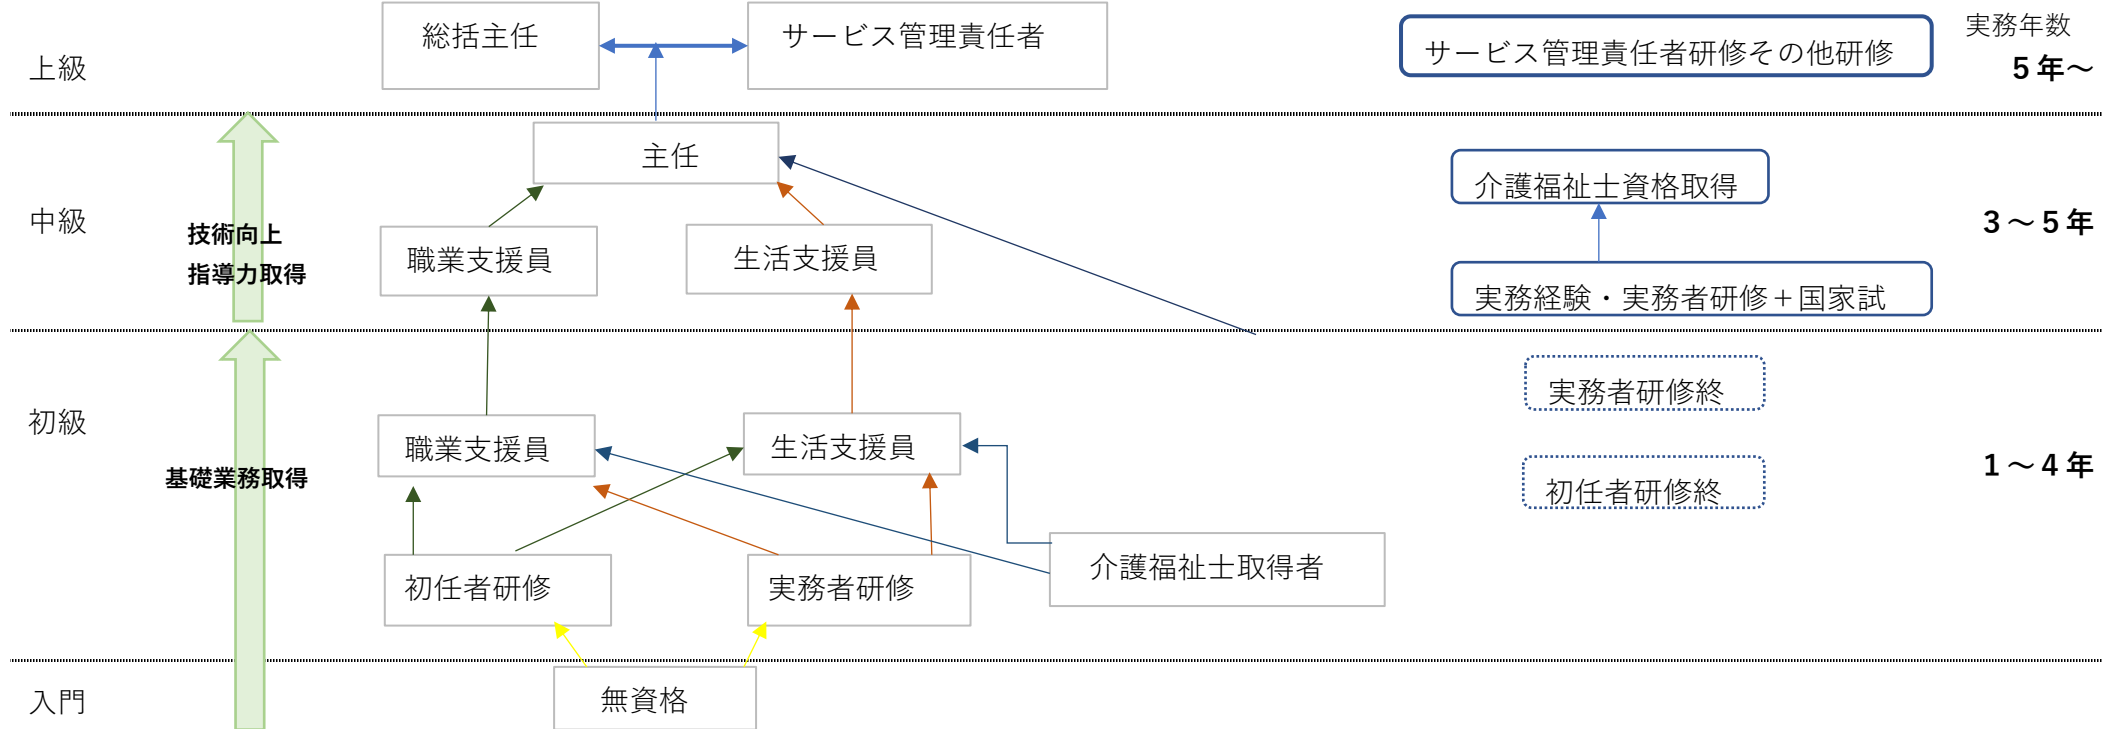 実務年数
上級
総括主任
サービス管理責任者
サービス管理責任者研修その他研修
5年～
主任
中級
技術向上
指導力取得
職業支援員
生活支援員
介護福祉士資格取得
3～5年
実務経験・実務者研修＋国家試
初級
基礎業務取得
職業支援員
生活支援員
実務者研修終
初任者研修終
1～4年
初任者研修
実務者研修
介護福祉士取得者
入門
無資格